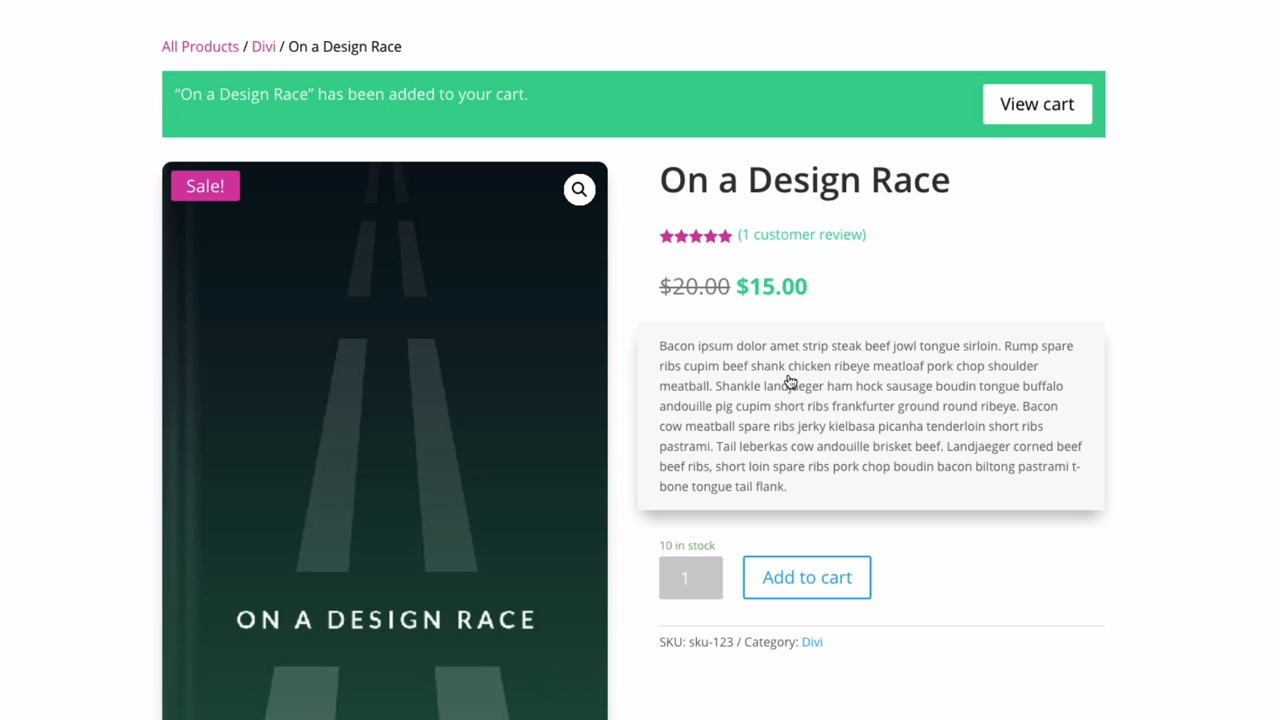 All Products / Divi / On a Design Race
“On a Design Race” has been added to your cart.
View cart
Sale!
ON A DESIGN RACE
On a Design Race
(1 customer review)
$20.00 $15.00
Bacon ipsum dolor amet strip steak beef jowl tongue sirloin. Rump spare
ribs cupim beef shank chicken ribeye meatloaf pork chop shoulder
meatball. Shankle landjaeger ham hock sausage boudin tongue buffalo
andouille pig cupim short ribs frankfurter ground round ribeye. Bacon
cow meatball spare ribs jerky kielbasa picanha tenderloin short ribs
pastrami. Tail leberkas cow andouille brisket beef. Landjaeger corned beef
beef ribs, short loin spare ribs pork chop boudin bacon biltong pastrami t-
bone tongue tail flank.
10 in stock
1
Add to cart
SKU: sku-123 / Category: Divi